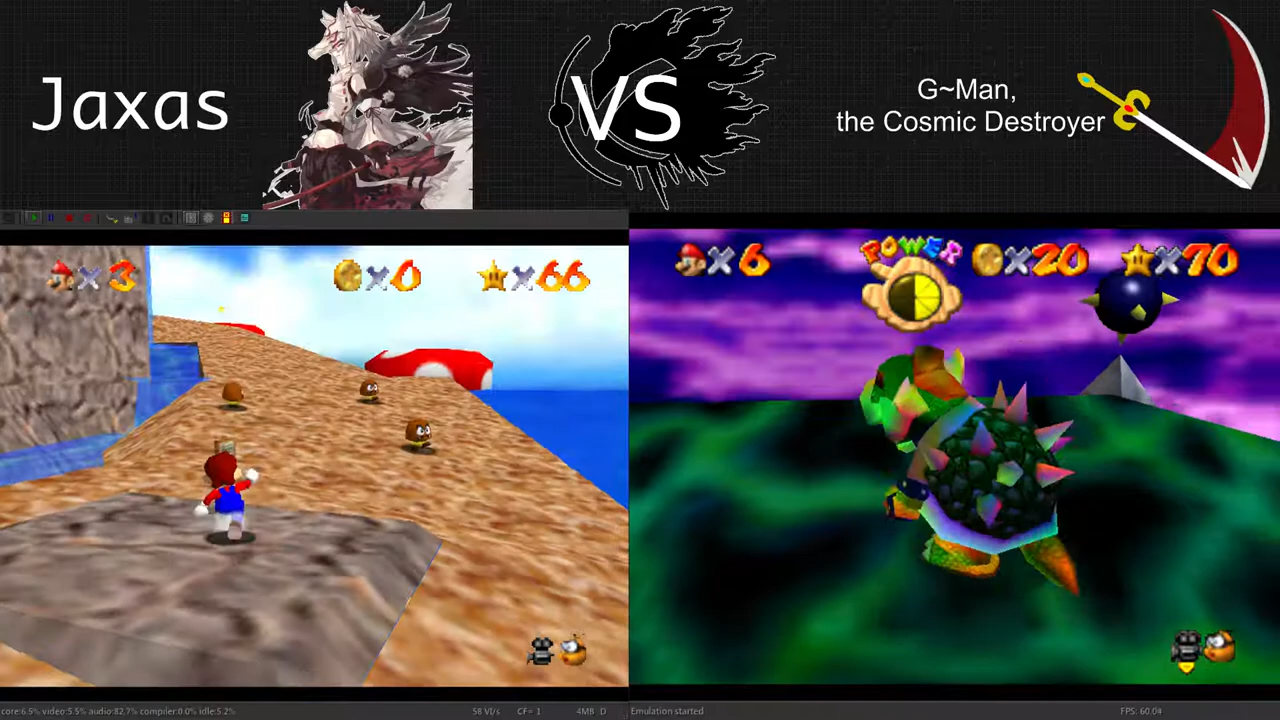 Jaxas
VS
G~Man,
the Cosmic Destroyer
×3
×0
×66
×6
POWER
×20
×70
core:6.5% video:5.5% audio:82.7% compiler:0.0% idle:5.2%
58 VI/s
CF= 1
4MB D
Emulation started
FPS: 60.0